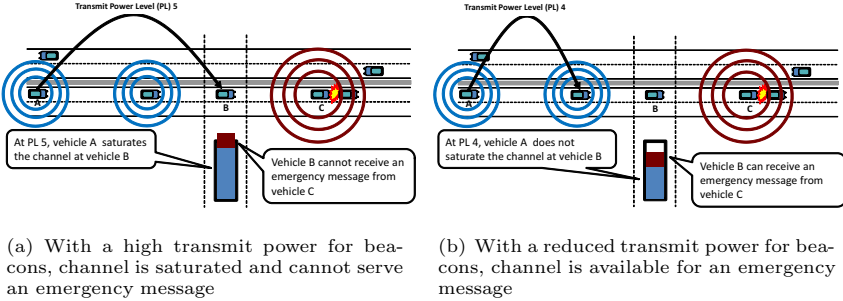 Transmit Power Level (PL) 5
A
B
C
At PL 5, vehicle A saturates
the channel at vehicle B
Vehicle B cannot receive an
emergency message from
vehicle C
(a) With a high transmit power for bea-
cons, channel is saturated and cannot serve
an emergency message
Transmit Power Level (PL) 4
A
B
C
At PL 4, vehicle A does not
saturate the channel at vehicle B
Vehicle B can receive an
emergency message from
vehicle C
(b) With a reduced transmit power for bea-
cons, channel is available for an emergency
message